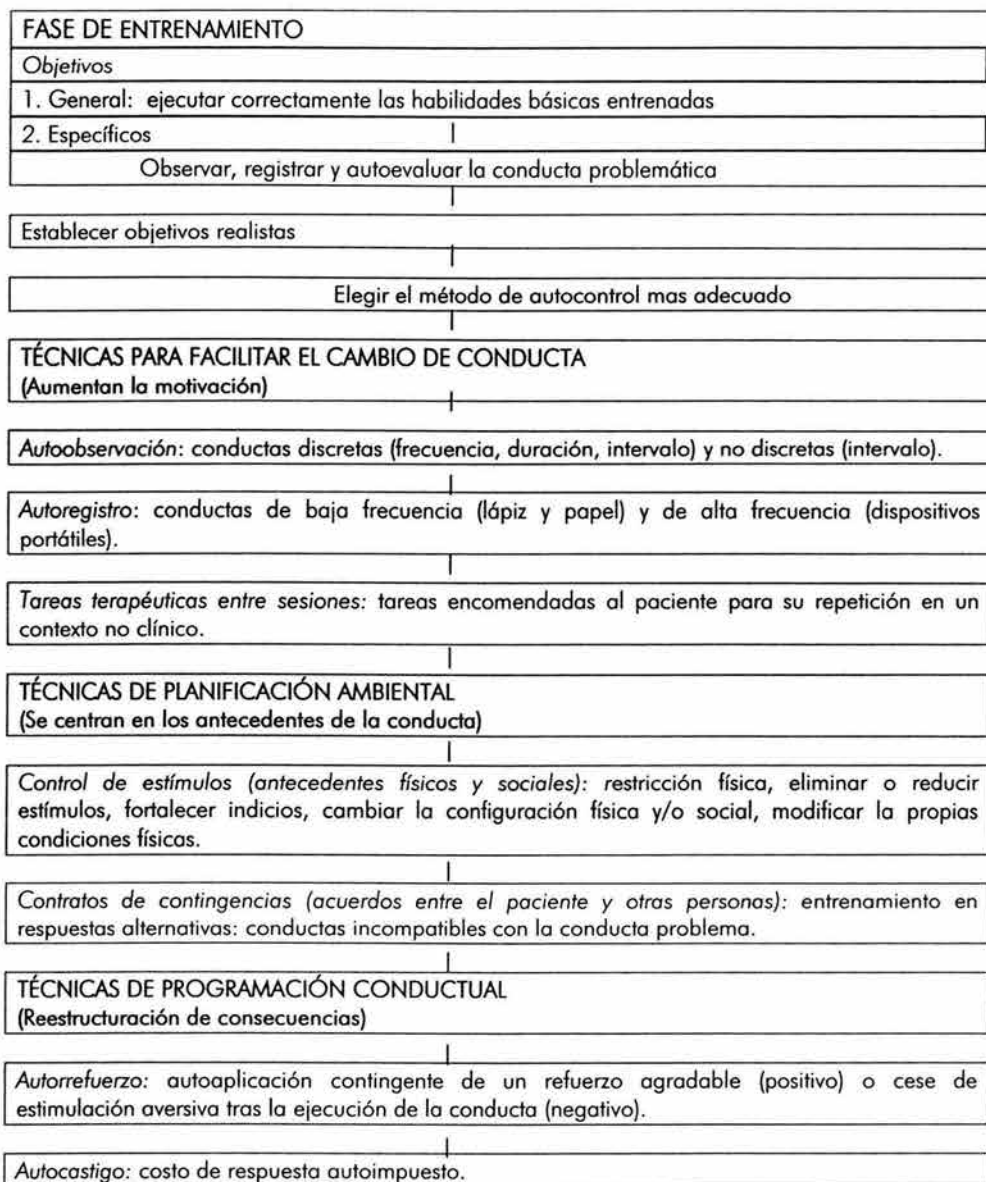 FASE DE ENTRENAMIENTO
Objetivos
1. General: ejecutar correctamente las habilidades básicas entrenadas
2. Específicos
Observar, registrar y autoevaluar la conducta problemática
Establecer objetivos realistas
Elegir el método de autocontrol mas adecuado
TÉCNICAS PARA FACILITAR EL CAMBIO DE CONDUCTA
(Aumentan la motivación)
Autoobservación: conductas discretas (frecuencia, duración, intervalo) y no discretas (intervalo).
Autoregistro: conductas de baja frecuencia (lápiz y papel) y de alta frecuencia (dispositivos
portátiles).
Tareas terapéuticas entre sesiones: tareas encomendadas al paciente para su repetición en un
contexto no clínico.
TÉCNICAS DE PLANIFICACIÓN AMBIENTAL
(Se centran en los antecedentes de la conducta)
Control de estímulos (antecedentes físicos y sociales): restricción física, eliminar o reducir
estímulos, fortalecer indicios, cambiar la configuración física y/o social, modificar la propias
condiciones físicas.
Contratos de contingencias (acuerdos entre el paciente y otras personas): entrenamiento en
respuestas alternativas: conductas incompatibles con la conducta problema.
TÉCNICAS DE PROGRAMACIÓN CONDUCTUAL
(Reestructuración de consecuencias)
Autorrefuerzo: autoaplicación contingente de un refuerzo agradable (positivo) o cese de
estimulación aversiva tras la ejecución de la conducta (negativo).
Autocastigo: costo de respuesta autoimpuesto.